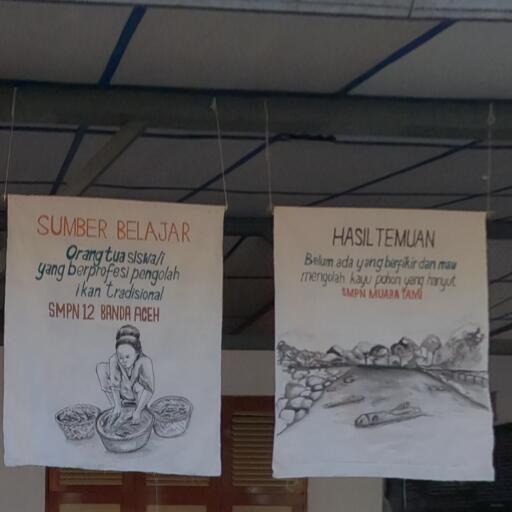 SUMBER BELAJAR
Orang tua siswa/i
yang berprofesi pengolah
ikan tradisional
SMPN 12 BANDA ACEH
HASIL TEMUAN
Belum ada yang berfikir dan mau
mengolah kayu pohon yang hanyut
SMPN MUARA TAMI